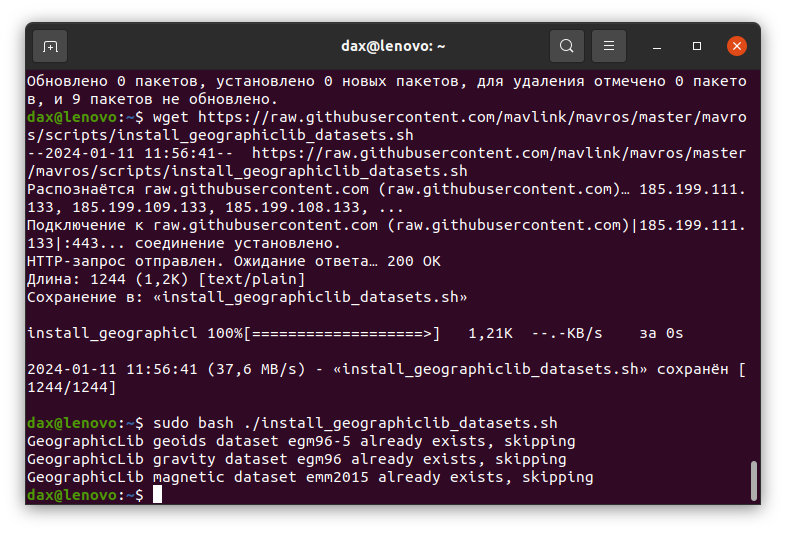 dax@lenovo: ~
Обновлено 0 пакетов, установлено 0 новых пакетов, для удаления отмечено 0 пакето
в, и 9 пакетов не обновлено.
dax@lenovo:~$ wget https://raw.githubusercontent.com/mavlink/mavros/master/mavro
s/scripts/install_geographiclib_datasets.sh
--2024-01-11 11:56:41--  https://raw.githubusercontent.com/mavlink/mavros/master
/mavros/scripts/install_geographiclib_datasets.sh
Распознаётся raw.githubusercontent.com (raw.githubusercontent.com)… 185.199.111.
133, 185.199.109.133, 185.199.108.133, ...
Подключение к raw.githubusercontent.com (raw.githubusercontent.com)|185.199.111.
133|:443... соединение установлено.
HTTP-запрос отправлен. Ожидание ответа… 200 OK
Длина: 1244 (1,2K) [text/plain]
Сохранение в: «install_geographiclib_datasets.sh»
install_geographicl 100%[===================>]   1,21K  --.-KB/s    за 0s
2024-01-11 11:56:41 (37,6 MB/s) - «install_geographiclib_datasets.sh» сохранён [
1244/1244]
dax@lenovo:~$ sudo bash ./install_geographiclib_datasets.sh
GeographicLib geoids dataset egm96-5 already exists, skipping
GeographicLib gravity dataset egm96 already exists, skipping
GeographicLib magnetic dataset emm2015 already exists, skipping
dax@lenovo:~$